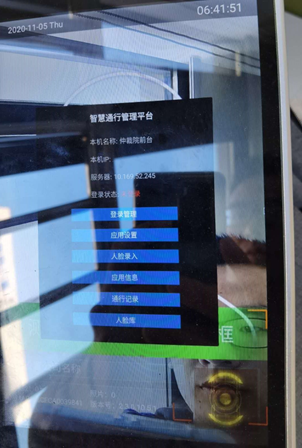 06:41:51
2020-11-05 Thu
智慧通行管理平台
本机名称: 仲裁院前台
本机IP:
服务器:
登录状态:
登录管理
应用设置
人脸录入
应用信息
通行记录
人脸库
框